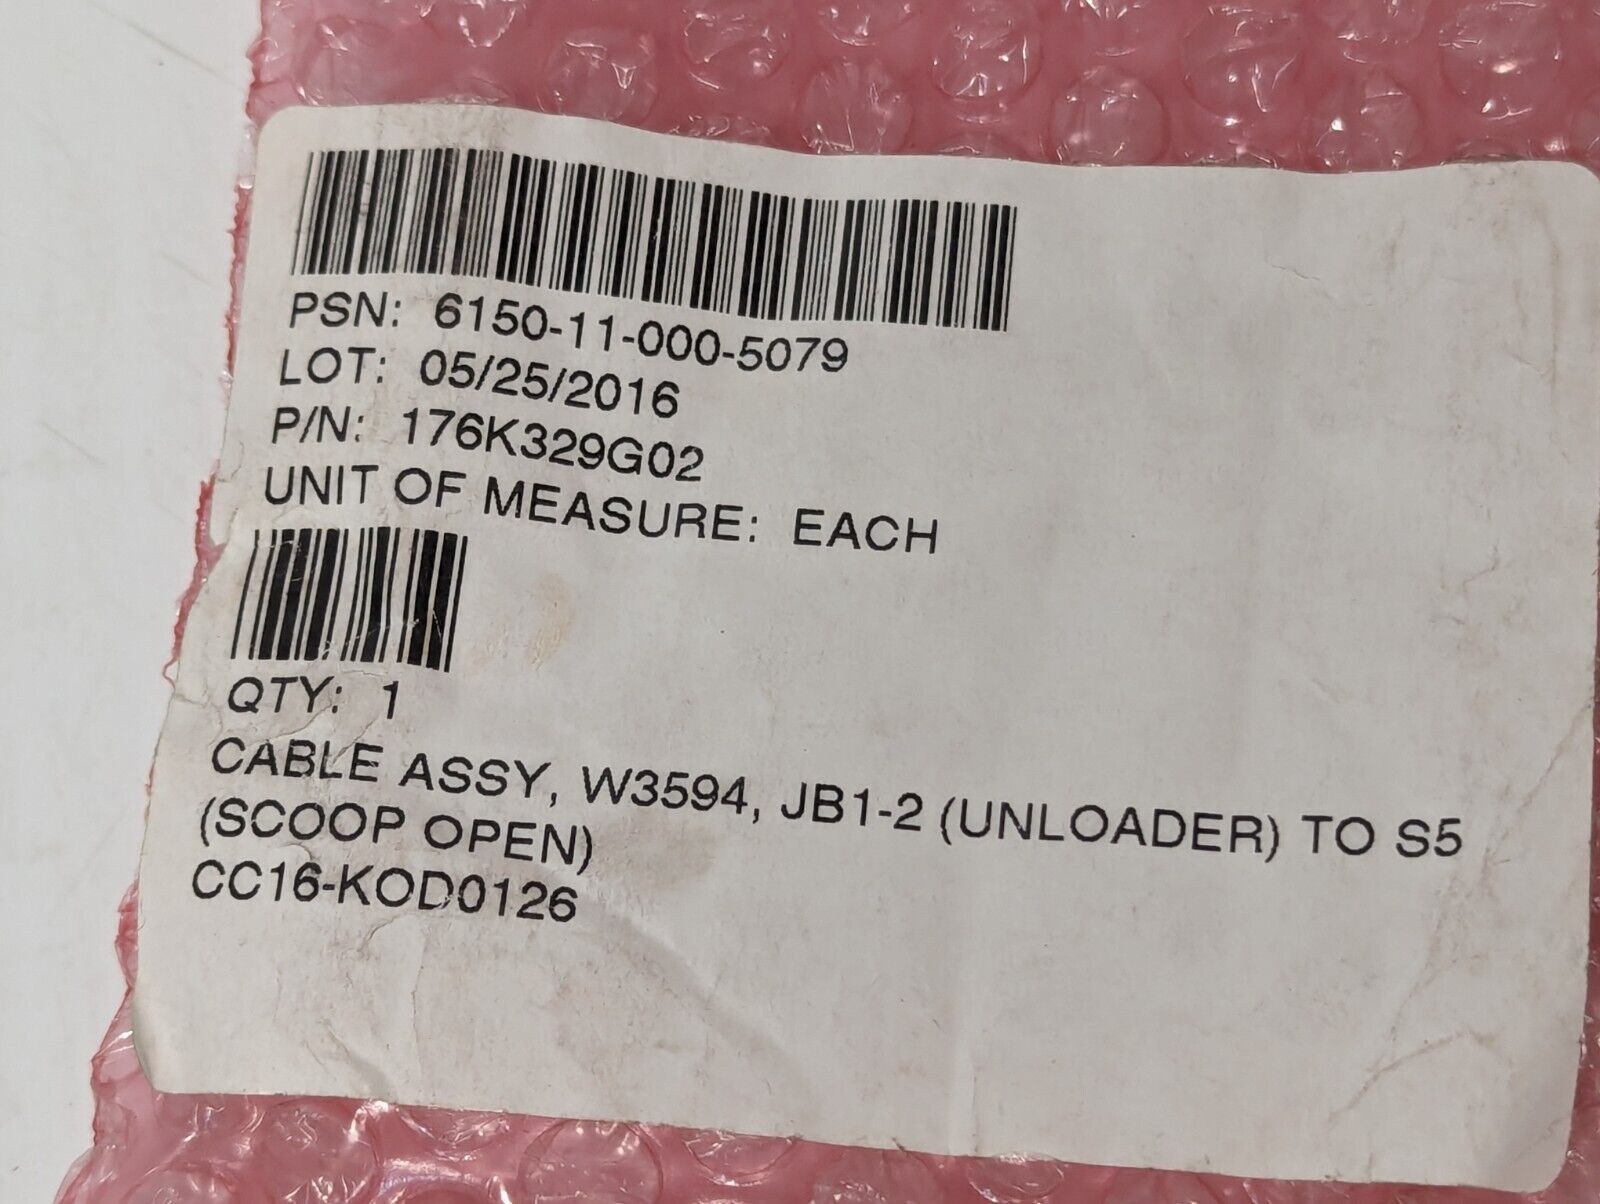 PSN: 6150-11-000-5079
LOT: 05/25/2016
P/N: 176K329G02
UNIT OF MEASURE: EACH
QTY: 1
CABLE ASSY, W3594, JB1-2 (UNLOADER) TO S5
(SCOOP OPEN)
CC16-KOD0126